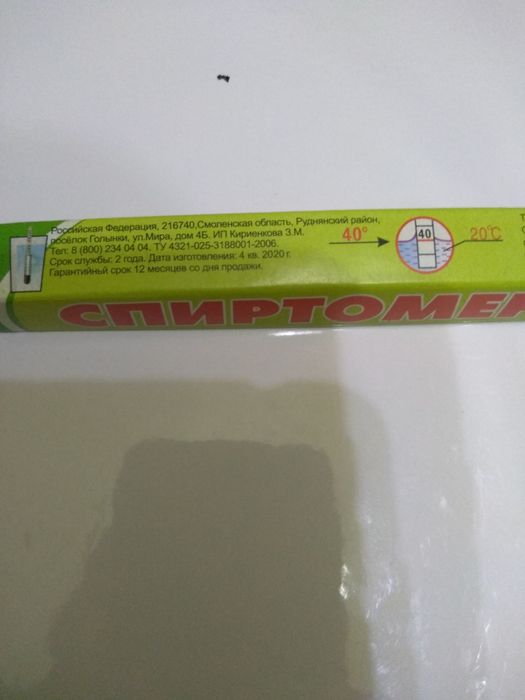 Российская Федерация, 216740,Смоленская область, Руднянский район,
посёлок Голынки, ул.Мира, дом 4Б. ИП Кириенкова З.М.
Тел: 8 (800) 234 04 04. ТУ 4321-025-3188001-2006.
Срок службы: 2 года. Дата изготовления: 4 кв. 2020 г.
Гарантийный срок 12 месяцев со дня продажи.
40°
40
20°C
СПИРТОМЕР